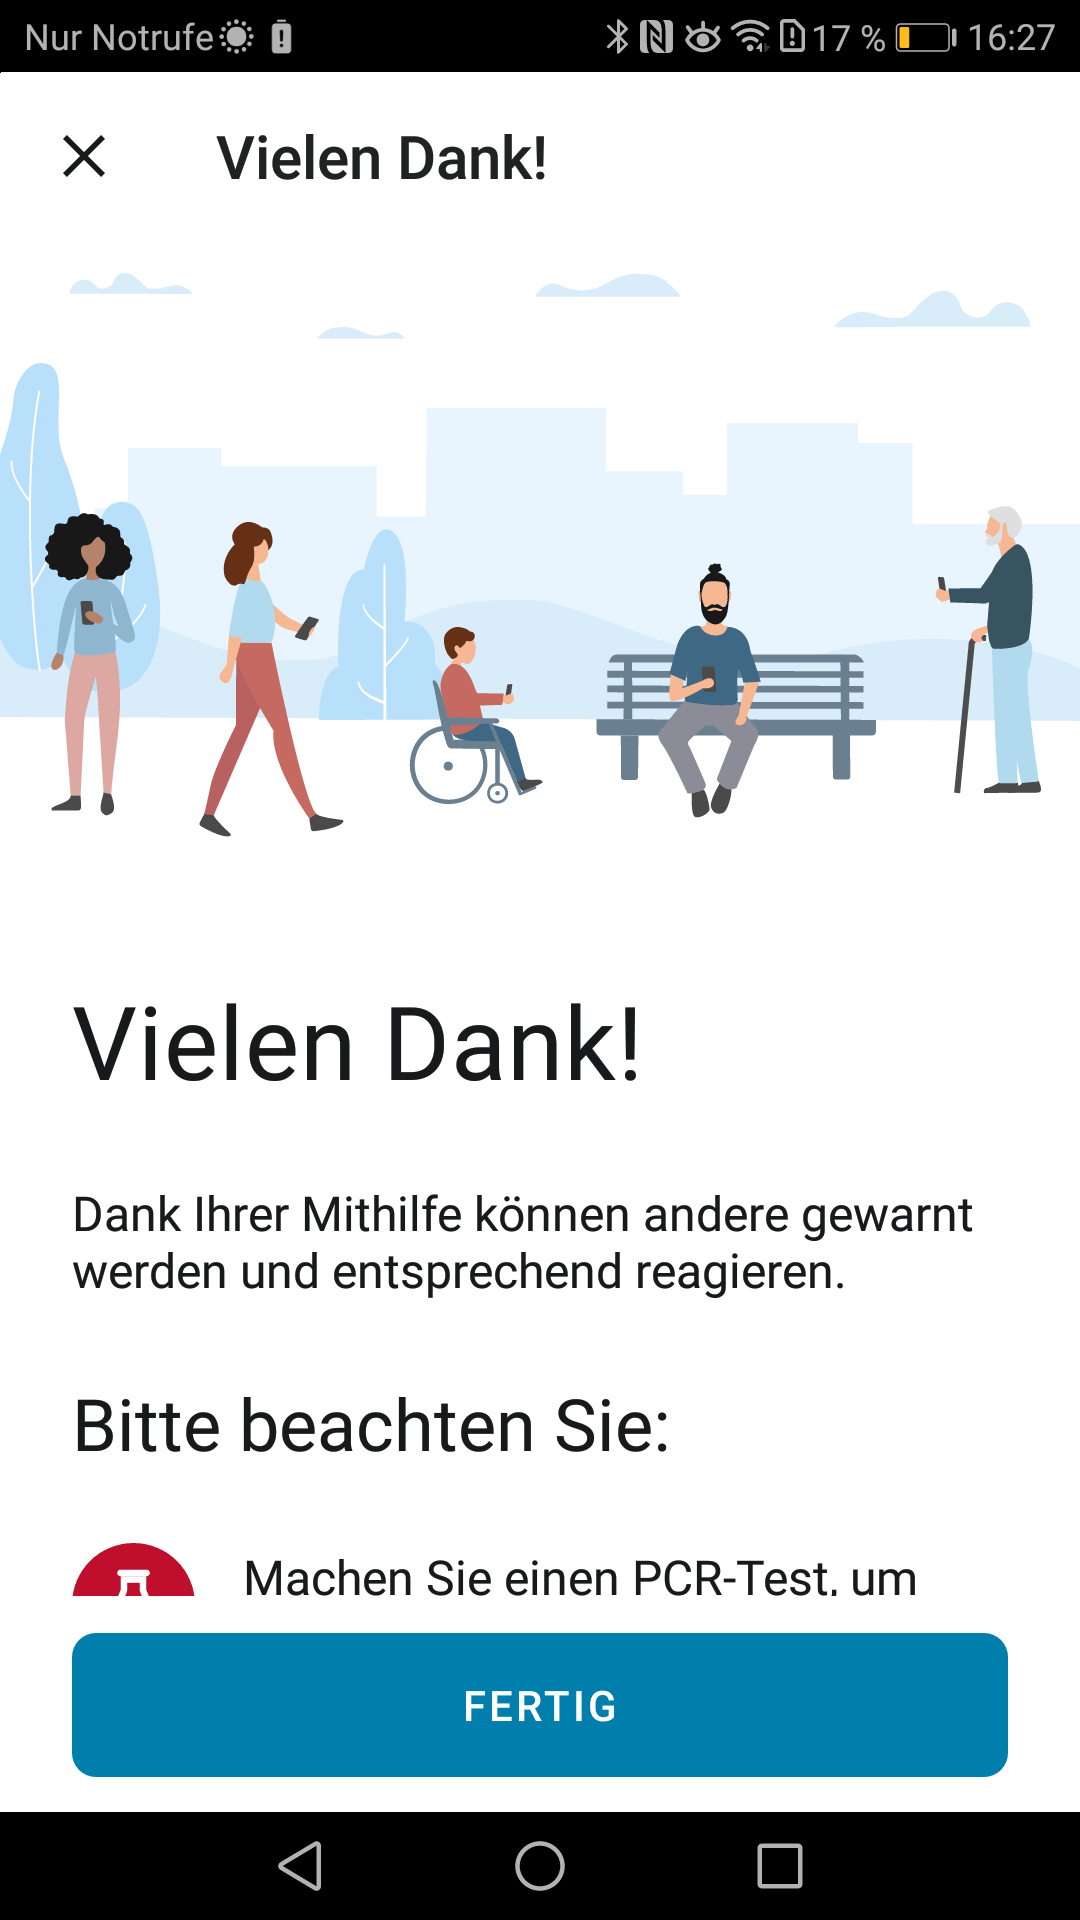 Nur Notrufe 17 % 16:27
Vielen Dank!
Vielen Dank!
Dank Ihrer Mithilfe können andere gewarnt
werden und entsprechend reagieren.
Bitte beachten Sie:
Machen Sie einen PCR-Test, um
FERTIG